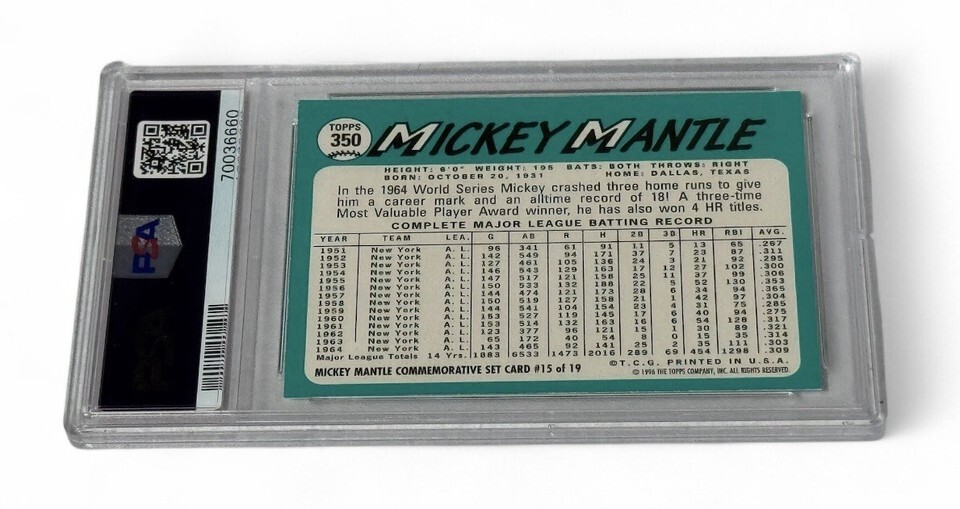 70036660
PSA
TOPPS
350
MICKEY MANTLE
HEIGHT: 6'0" WEIGHT: 195 BATS: BOTH THROWS: RIGHT
BORN: OCTOBER 20, 1931 HOME: DALLAS, TEXAS
In the 1964 World Series Mickey crashed three home runs to give
him a career mark and an alltime record of 18! A three-time
Most Valuable Player Award winner, he has also won 4 HR titles.
COMPLETE MAJOR LEAGUE BATTING RECORD
YEAR TEAM LEA. G AB R H 2B 3B HR RBI AVG.
1951 New York A. L. 96 341 61 91 11 5 13 65 .267
1952 New York A. L. 142 549 94 171 37 7 23 87 .311
1953 New York A. L. 127 461 105 136 24 3 21 92 .295
1954 New York A. L. 146 543 129 163 17 12 27 102 .300
1955 New York A. L. 147 517 121 158 25 11 37 99 .306
1956 New York A. L. 150 533 132 188 22 5 52 130 .353
1957 New York A. L. 144 474 121 173 28 6 34 94 .365
1958 New York A. L. 150 519 127 158 21 1 42 97 .304
1959 New York A. L. 144 541 104 154 23 4 31 75 .285
1960 New York A. L. 153 527 119 145 17 6 40 94 .275
1961 New York A. L. 153 514 132 163 16 6 54 128 .317
1962 New York A. L. 123 377 96 121 15 1 30 89 .321
1963 New York A. L. 65 172 40 54 8 0 15 35 .314
1964 New York A. L. 143 465 92 141 25 2 35 111 .303
Major League Totals 14 Yrs. 1883 6533 1473 2016 289 69 454 1298 .309
©T.C.G. PRINTED IN U.S.A.
MICKEY MANTLE COMMEMORATIVE SET CARD #15 of 19
© 1996 THE TOPPS COMPANY, INC. ALL RIGHTS RESERVED.